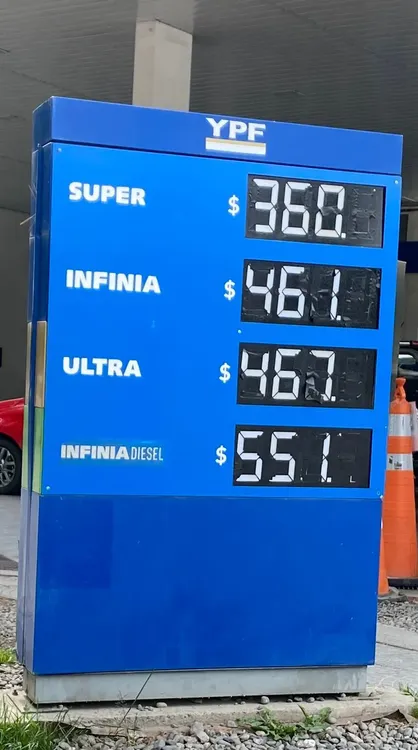 YPF
SUPER $ 360.
INFINIA $ 461.
ULTRA $ 467.
INFINIA DIESEL $ 551. L